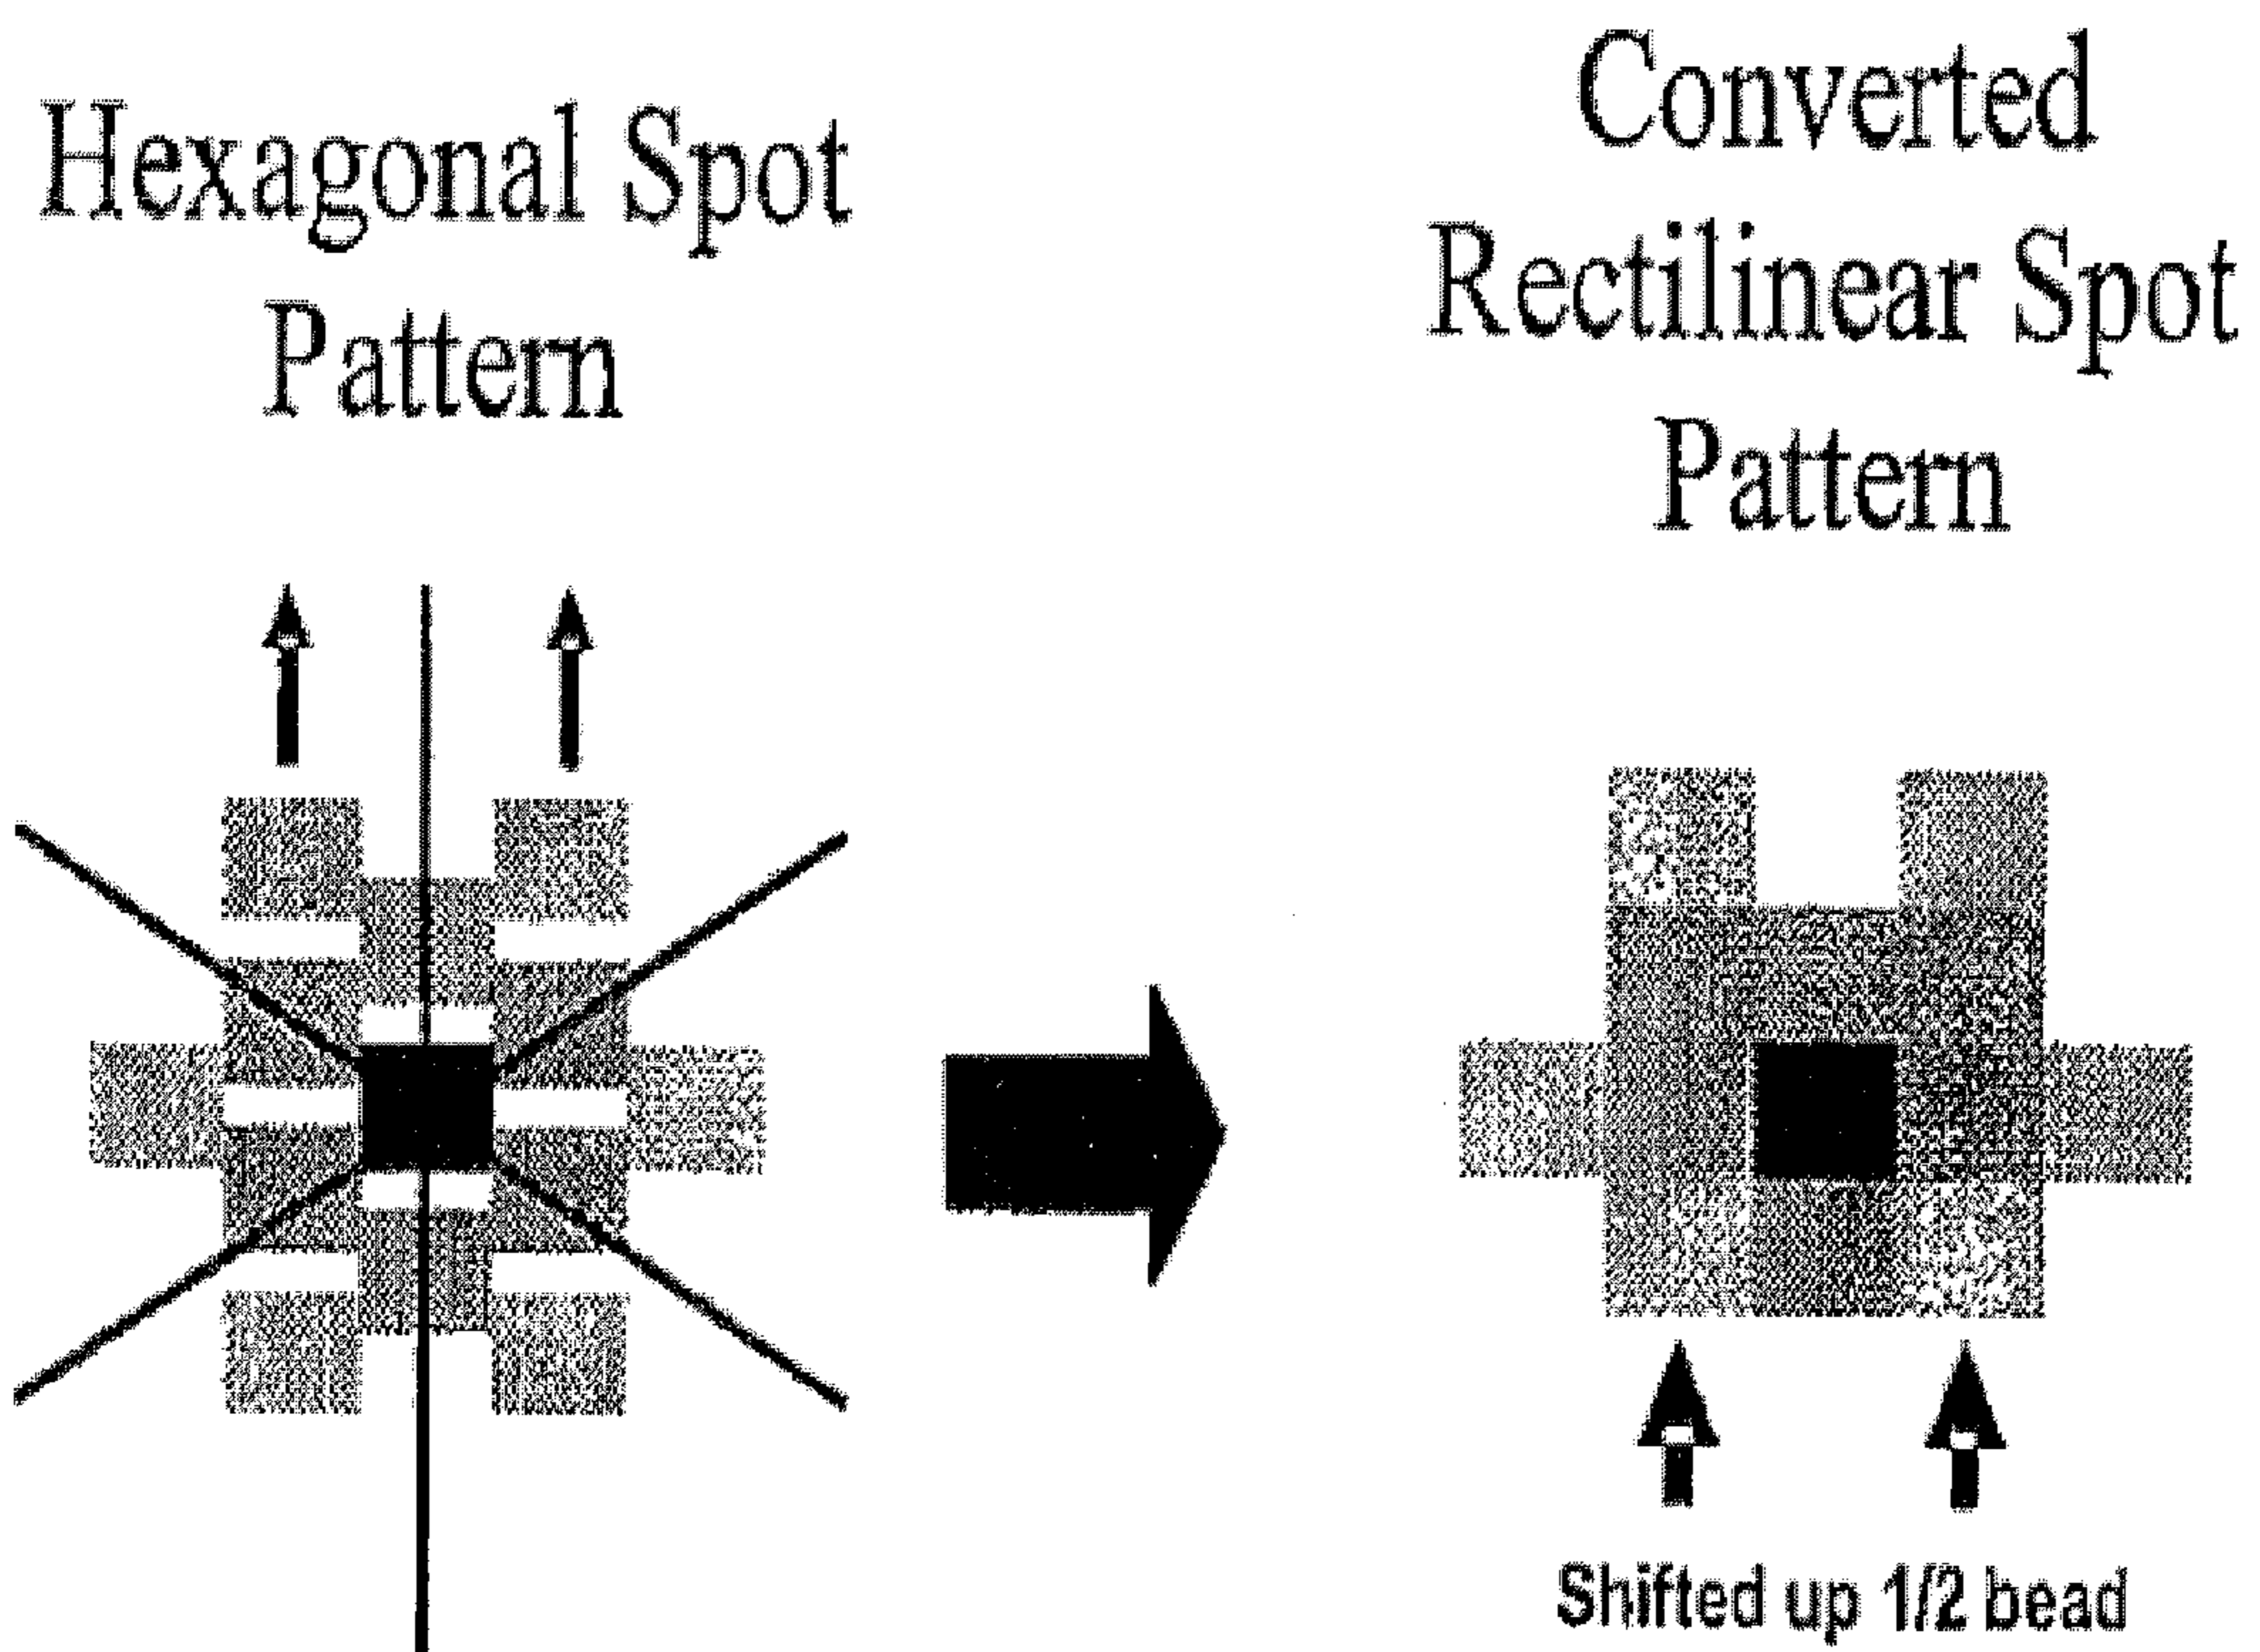 Hexagonal Spot
Pattern
Converted
Rectilinear Spot
Pattern
Shifted up 1/2 bead